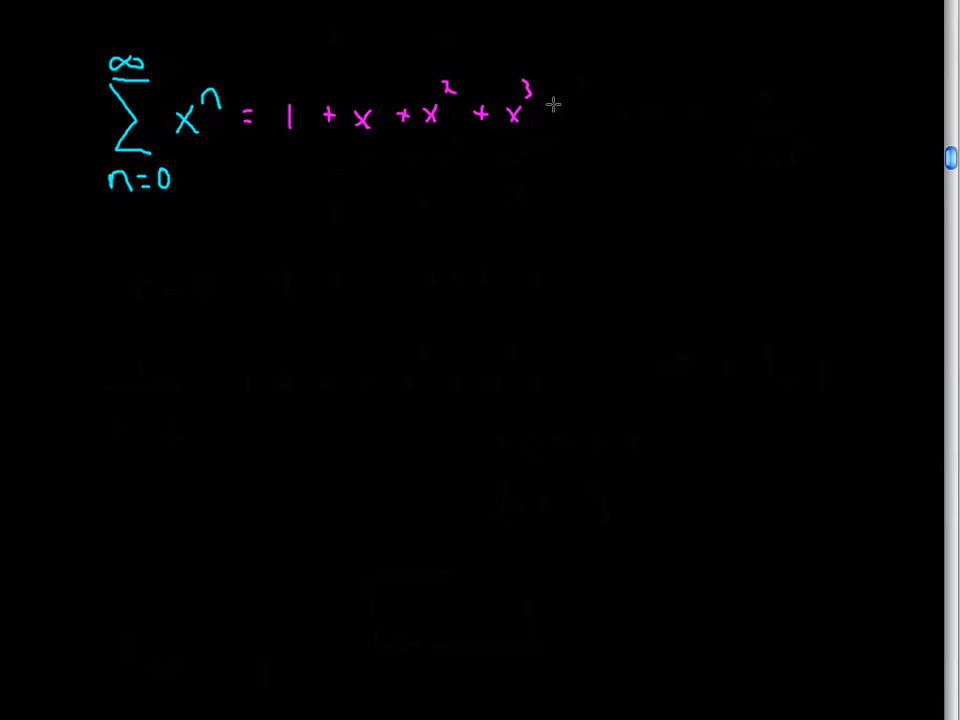 ∞
∑ xⁿ = 1 + x + x² + x³
n=0